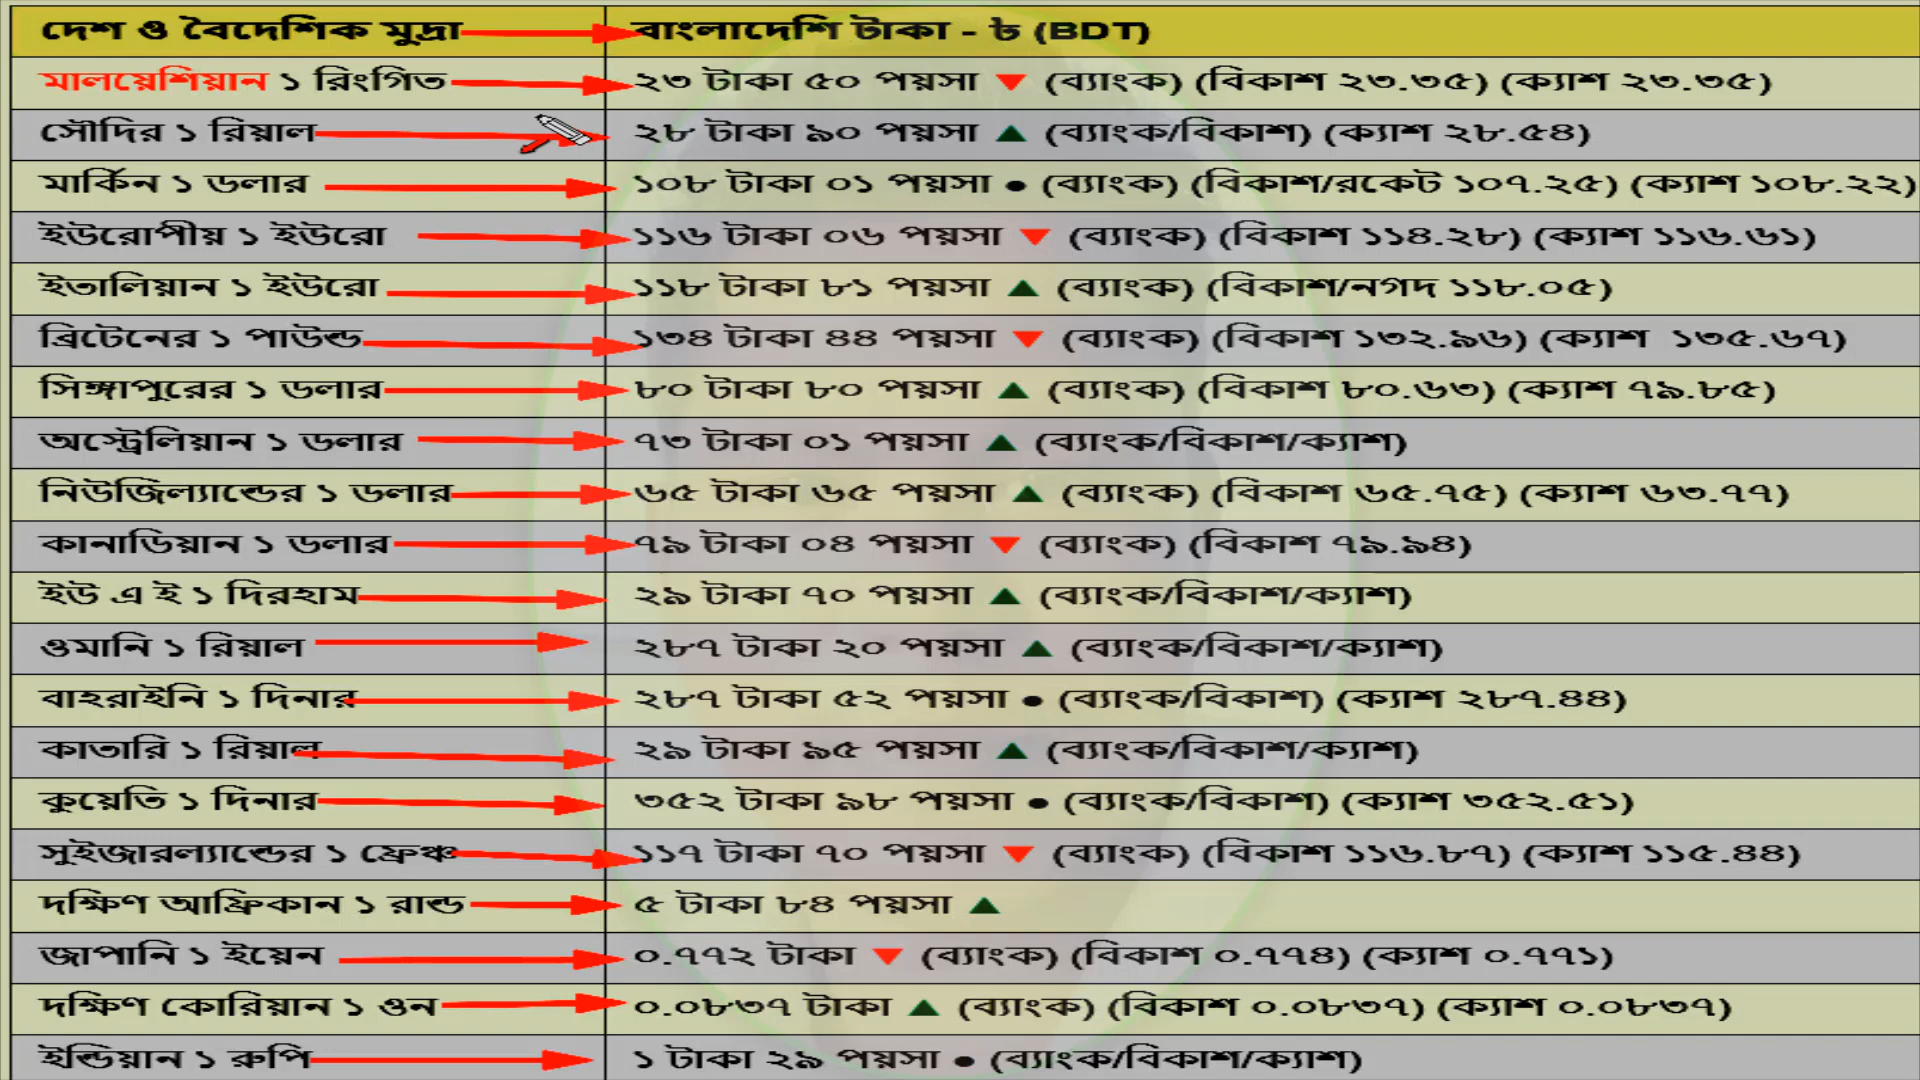 দেশ ও বৈদেশিক মুদ্রা বাংলাদেশি টাকা - ৳ (BDT)
মালয়েশিয়ান ১ রিংগিত ২৩ টাকা ৫০ পয়সা ▼ (ব্যাংক) (বিকাশ ২৩.৩৫) (ক্যাশ ২৩.৩৫)
সৌদির ১ রিয়াল ২৮ টাকা ৯০ পয়সা ▲ (ব্যাংক/বিকাশ) (ক্যাশ ২৮.৫৪)
মার্কিন ১ ডলার ১০৮ টাকা ০১ পয়সা ● (ব্যাংক) (বিকাশ/রকেট ১০৭.২৫) (ক্যাশ ১০৮.২২)
ইউরোপীয় ১ ইউরো ১১৬ টাকা ০৬ পয়সা ▼ (ব্যাংক) (বিকাশ ১১৪.২৮) (ক্যাশ ১১৬.৬১)
ইতালিয়ান ১ ইউরো ১১৮ টাকা ৮১ পয়সা ▲ (ব্যাংক) (বিকাশ/নগদ ১১৮.০৫)
ব্রিটেনের ১ পাউন্ড ১৩৪ টাকা ৪৪ পয়সা ▼ (ব্যাংক) (বিকাশ ১৩২.৯৬) (ক্যাশ ১৩৫.৬৭)
সিঙ্গাপুরের ১ ডলার ৮০ টাকা ৮০ পয়সা ▲ (ব্যাংক) (বিকাশ ৮০.৬৩) (ক্যাশ ৭৯.৮৫)
অস্ট্রেলিয়ান ১ ডলার ৭৩ টাকা ০১ পয়সা ▲ (ব্যাংক/বিকাশ/ক্যাশ)
নিউজিল্যান্ডের ১ ডলার ৬৫ টাকা ৬৫ পয়সা ▲ (ব্যাংক) (বিকাশ ৬৫.৭৫) (ক্যাশ ৬৩.৭৭)
কানাডিয়ান ১ ডলার ৭৯ টাকা ০৪ পয়সা ▼ (ব্যাংক) (বিকাশ ৭৯.৯৪)
ইউ এ ই ১ দিরহাম ২৯ টাকা ৭০ পয়সা ▲ (ব্যাংক/বিকাশ/ক্যাশ)
ওমানি ১ রিয়াল ২৮৭ টাকা ২০ পয়সা ▲ (ব্যাংক/বিকাশ/ক্যাশ)
বাহরাইনি ১ দিনার ২৮৭ টাকা ৫২ পয়সা ● (ব্যাংক/বিকাশ) (ক্যাশ ২৮৭.৪৪)
কাতারি ১ রিয়াল ২৯ টাকা ৯৫ পয়সা ▲ (ব্যাংক/বিকাশ/ক্যাশ)
কুয়েতি ১ দিনার ৩৫২ টাকা ৯৮ পয়সা ● (ব্যাংক/বিকাশ) (ক্যাশ ৩৫২.৫১)
সুইজারল্যান্ডের ১ ফ্রেঞ্চ ১১৭ টাকা ৭০ পয়সা ▼ (ব্যাংক) (বিকাশ ১১৬.৮৭) (ক্যাশ ১১৫.৪৪)
দক্ষিণ আফ্রিকান ১ রান্ড ৫ টাকা ৮৪ পয়সা ▲
জাপানি ১ ইয়েন ০.৭৭২ টাকা ▼ (ব্যাংক) (বিকাশ ০.৭৭৪) (ক্যাশ ০.৭৭১)
দক্ষিণ কোরিয়ান ১ ওন ০.০৮৩৭ টাকা ▲ (ব্যাংক) (বিকাশ ০.০৮৩৭) (ক্যাশ ০.০৮৩৭)
ইন্ডিয়ান ১ রুপি ১ টাকা ২৯ পয়সা ● (ব্যাংক/বিকাশ/ক্যাশ)